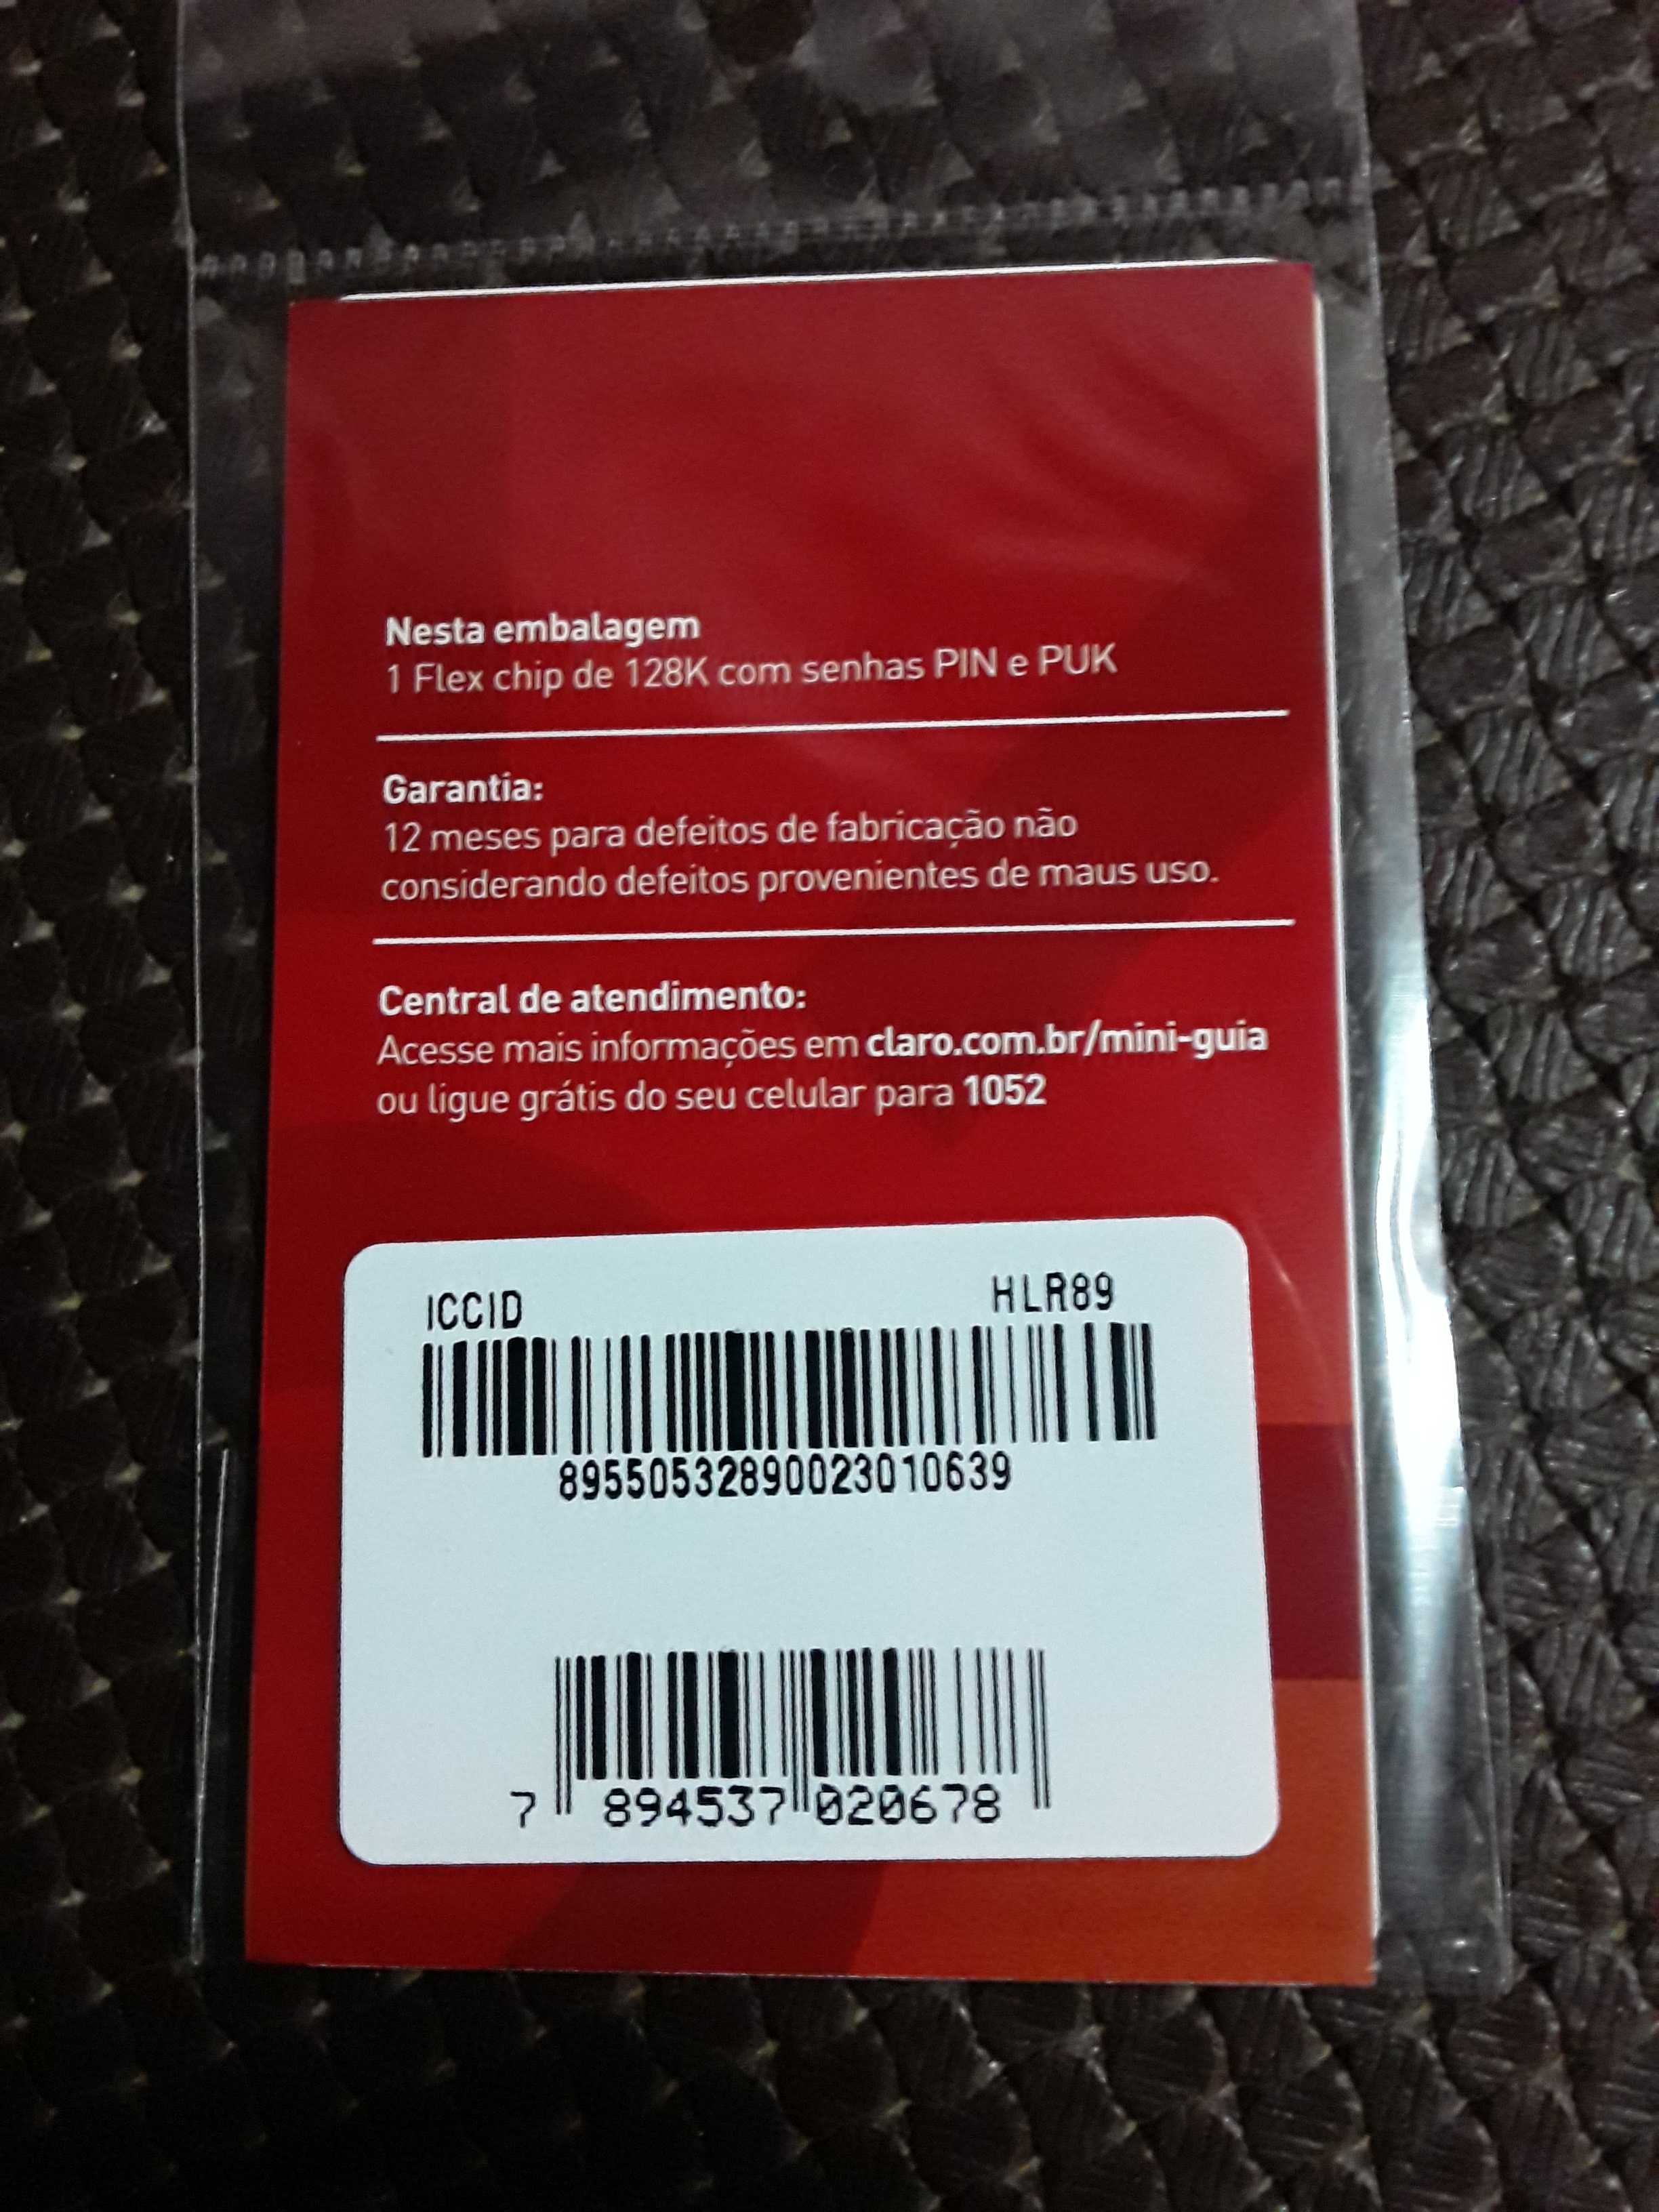 Nesta embalagem
1 Flex chip de 128K com senhas PIN e PUK
Garantia:
12 meses para defeitos de fabricação não
considerando defeitos provenientes de maus uso.
Central de atendimento:
Acesse mais informações em claro.com.br/mini-guia
ou ligue grátis do seu celular para 1052
ICCID HLR89
89550532890023010639
7 894537 020678